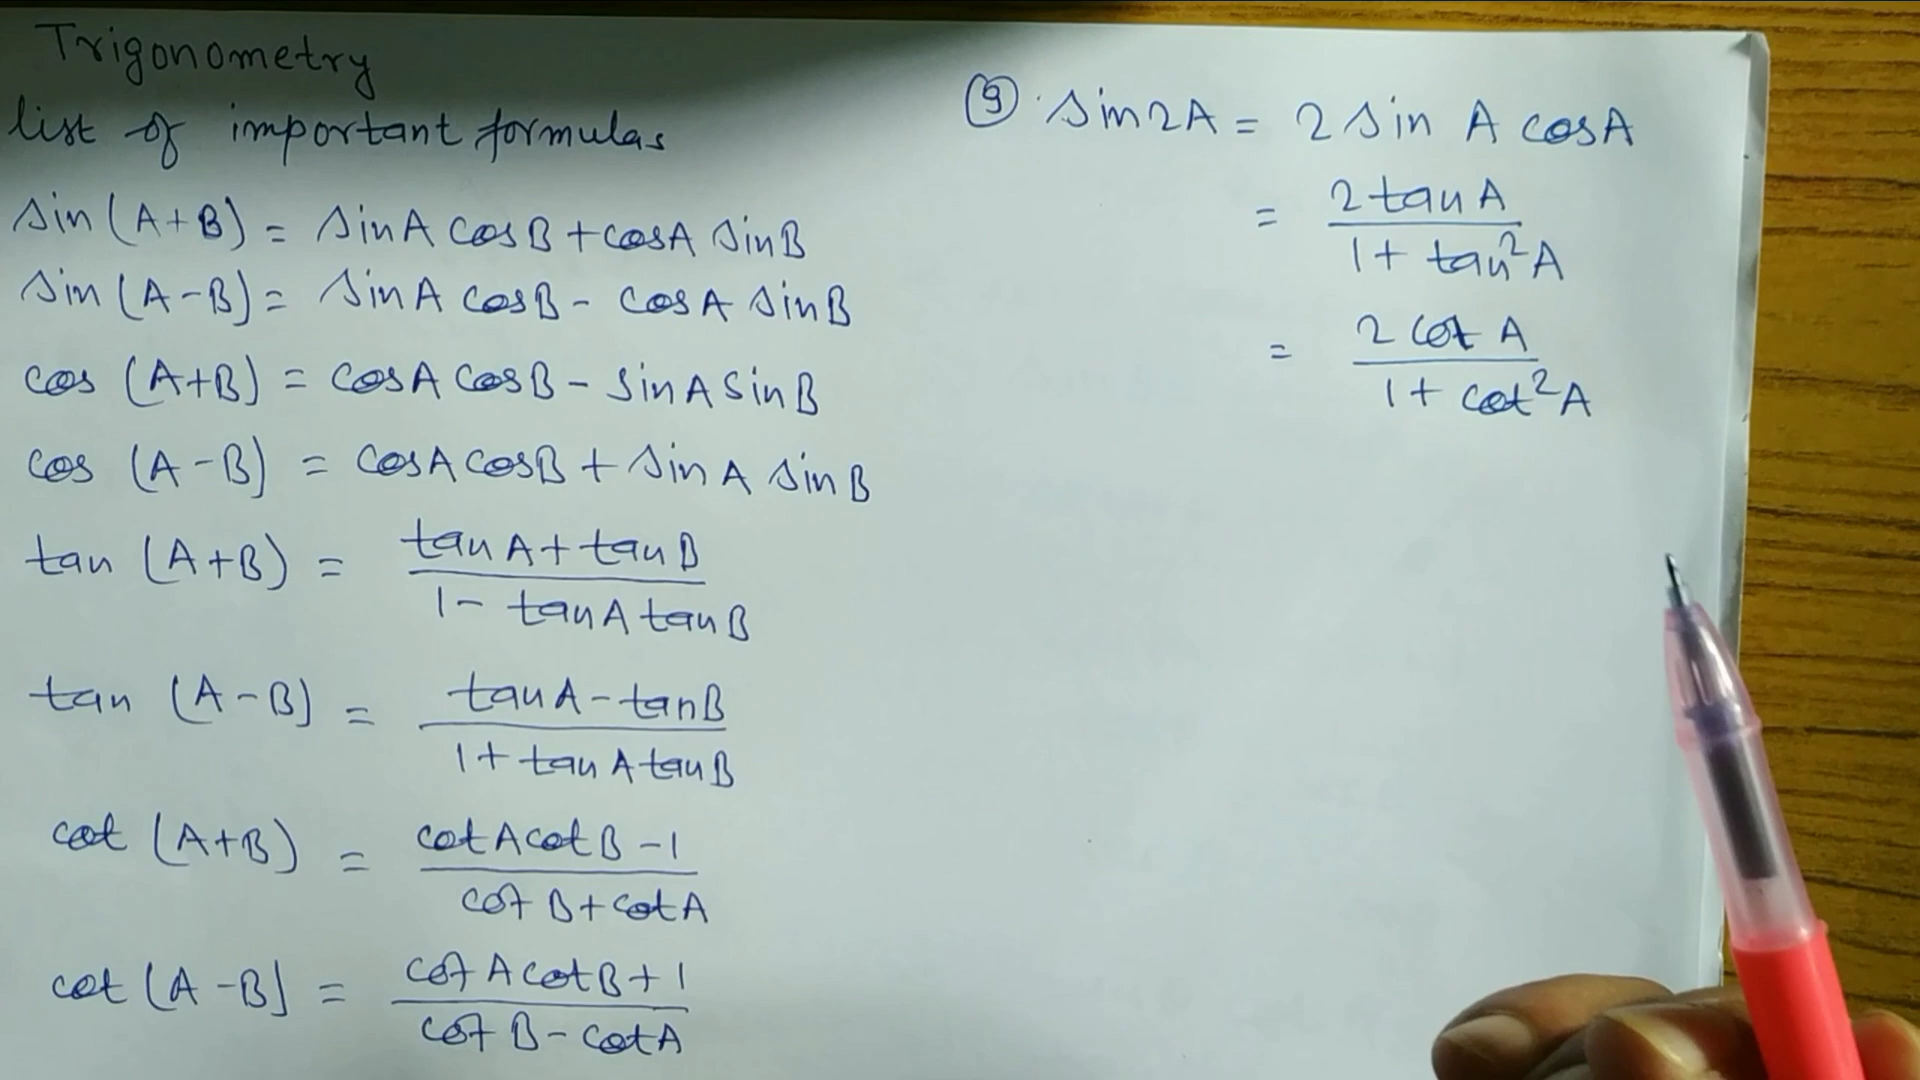 Trigonometry
list of important formulas
sin (A+B) = sinA cosB + cosA sinB
sin (A-B) = sinA cosB - cosA sinB
cos (A+B) = cosA cosB - sinA sinB
cos (A-B) = cosA cosB + sinA sinB
tan (A+B) = tanA + tanB / 1 - tanA tanB
tan (A-B) = tanA - tanB / 1 + tanA tanB
cot (A+B) = cotA cotB - 1 / cotB + cotA
cot (A-B) = cotA cotB + 1 / cotB - cotA
⑨ sin2A = 2 sin A cosA
= 2 tanA / 1 + tan²A
= 2 cot A / 1 + cot²A